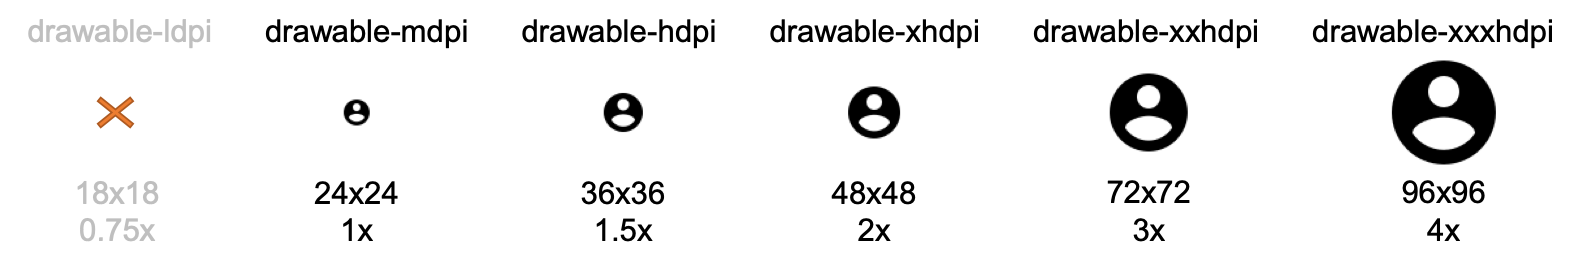 drawable-ldpi drawable-mdpi drawable-hdpi drawable-xhdpi drawable-xxhdpi drawable-xxxhdpi
18x18 24x24 36x36 48x48 72x72 96x96
0.75x 1x 1.5x 2x 3x 4x